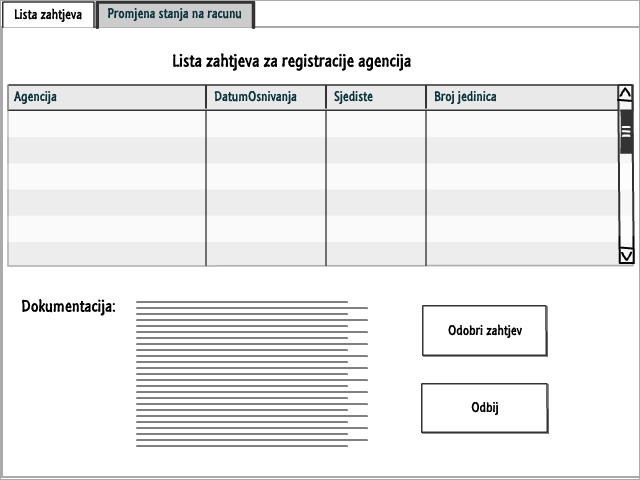 Lista zahtjeva
Promjena stanja na racunu
Lista zahtjeva za registracije agencija
Agencija
DatumOsnivanja
Sjediste
Broj jedinica
Dokumentacija:
Odobri zahtjev
Odbij